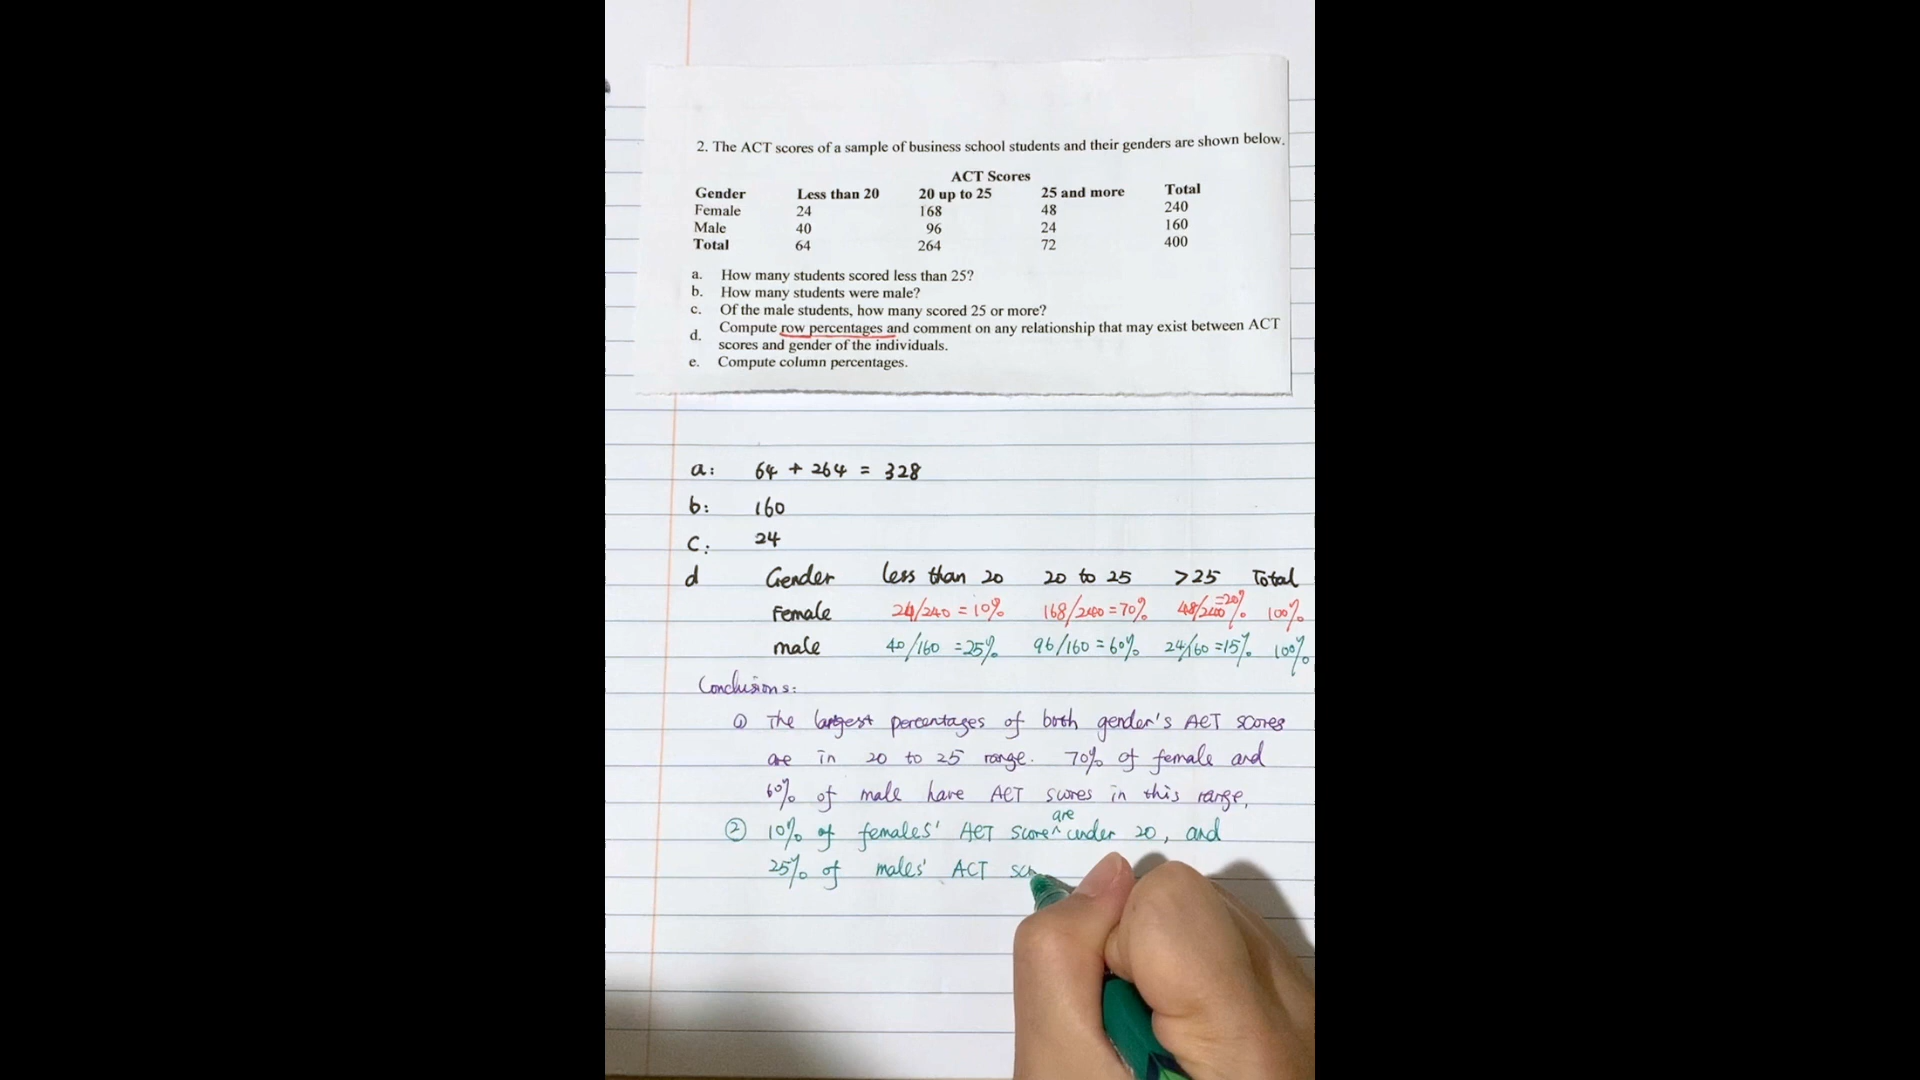 2. The ACT scores of a sample of business school students and their genders are shown below.
ACT Scores
Gender Less than 20 20 up to 25 25 and more Total
Female 24 168 48 240
Male 40 96 24 160
Total 64 264 72 400
a. How many students scored less than 25?
b. How many students were male?
c. Of the male students, how many scored 25 or more?
d. Compute row percentages and comment on any relationship that may exist between ACT
scores and gender of the individuals.
e. Compute column percentages.
a: 64 + 264 = 328
b: 160
C: 24
d Gender less than 20 20 to 25 >25 Total
Female 24/240 = 10% 168/240 = 70% 48/240 = 20% 100%
male 40/160 = 25% 96/160 = 60% 24/160 = 15% 100%
Conclusions:
① The largest percentages of both gender's ACT scores
are in 20 to 25 range. 70% of female and
60% of male have ACT scores in this range,
② 10% of females' ACT score are under 20, and
25% of males' ACT sc